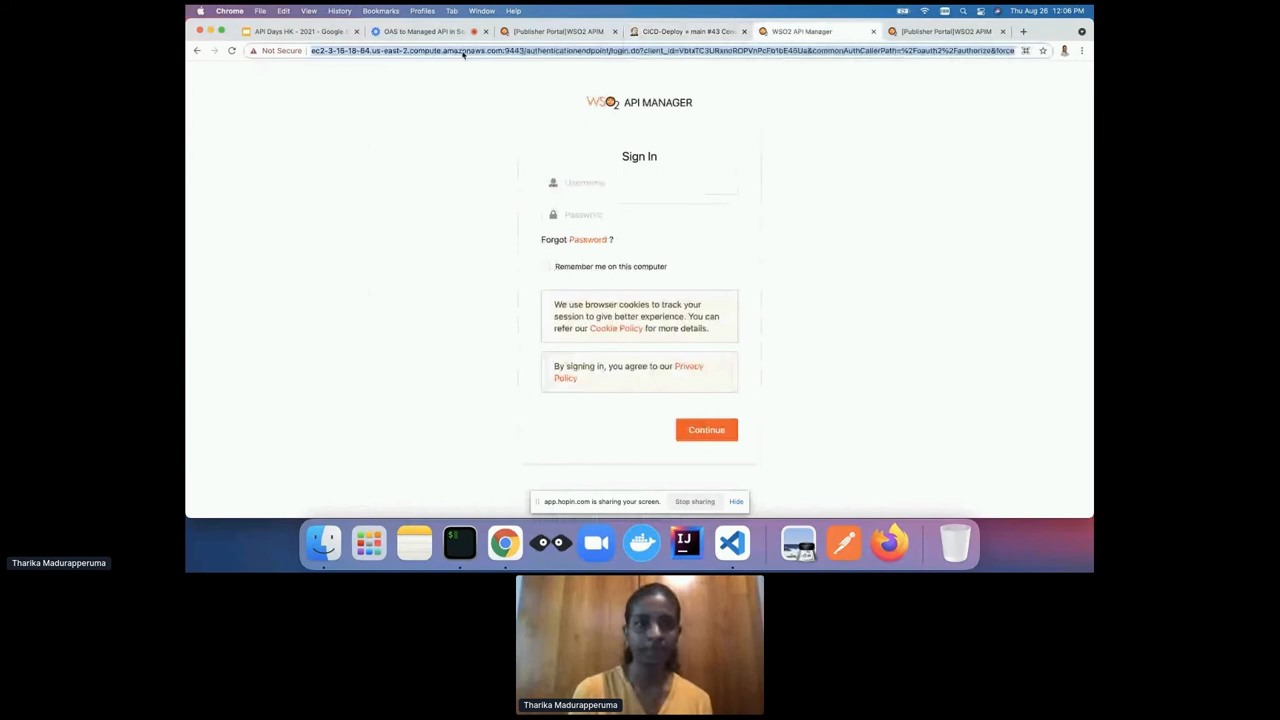 Chrome File Edit View History Bookmarks Profiles Tab Window Help Thu Aug 26 12:06 PM
API Days HK - 2021 - Google
OAS to Managed API in Se
[Publisher Portal]WSO2 APIM
CICD-Deploy » main #43 Con
WSO2 API Manager
[Publisher Portal]WSO2 APIM
Not Secure
WSO2 API MANAGER
Sign In
Username
Password
Forgot Password ?
Remember me on this computer
We use browser cookies to track your
session to give better experience. You can
refer our Cookie Policy for more details.
By signing in, you agree to our Privacy
Policy
Continue
app.hopin.com is sharing your screen. Stop sharing Hide
Tharika Madurapperuma
Tharika Madurapperuma